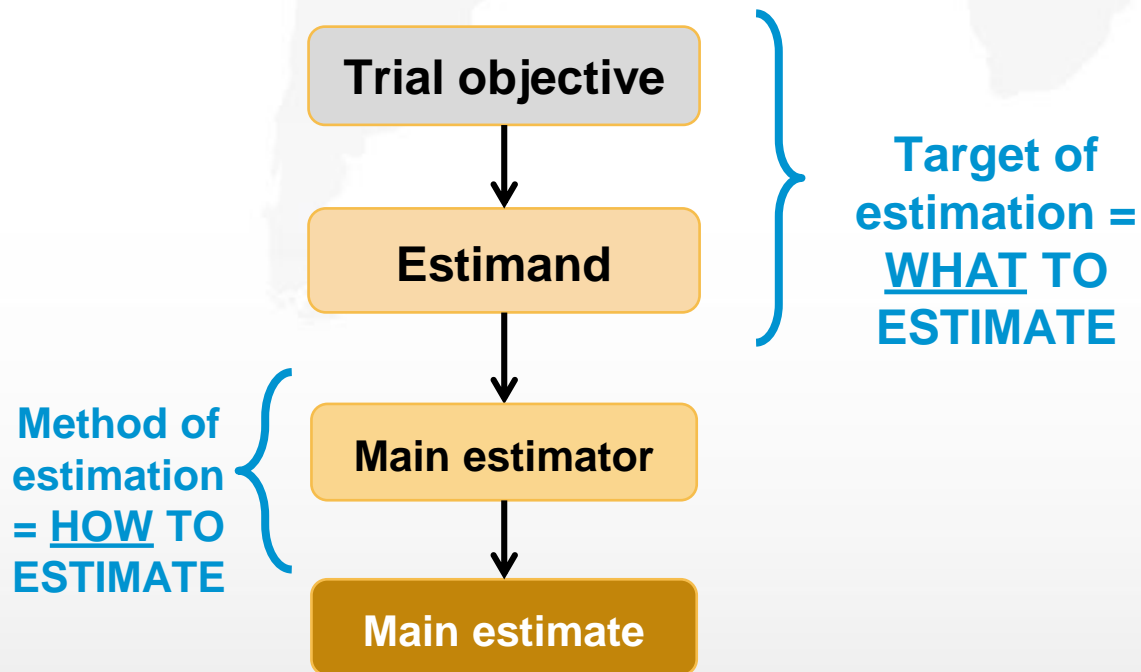 Trial objective
Target of
estimation =
WHAT TO
ESTIMATE
Estimand
Method of
estimation
= HOW TO
ESTIMATE
Main estimator
Main estimate